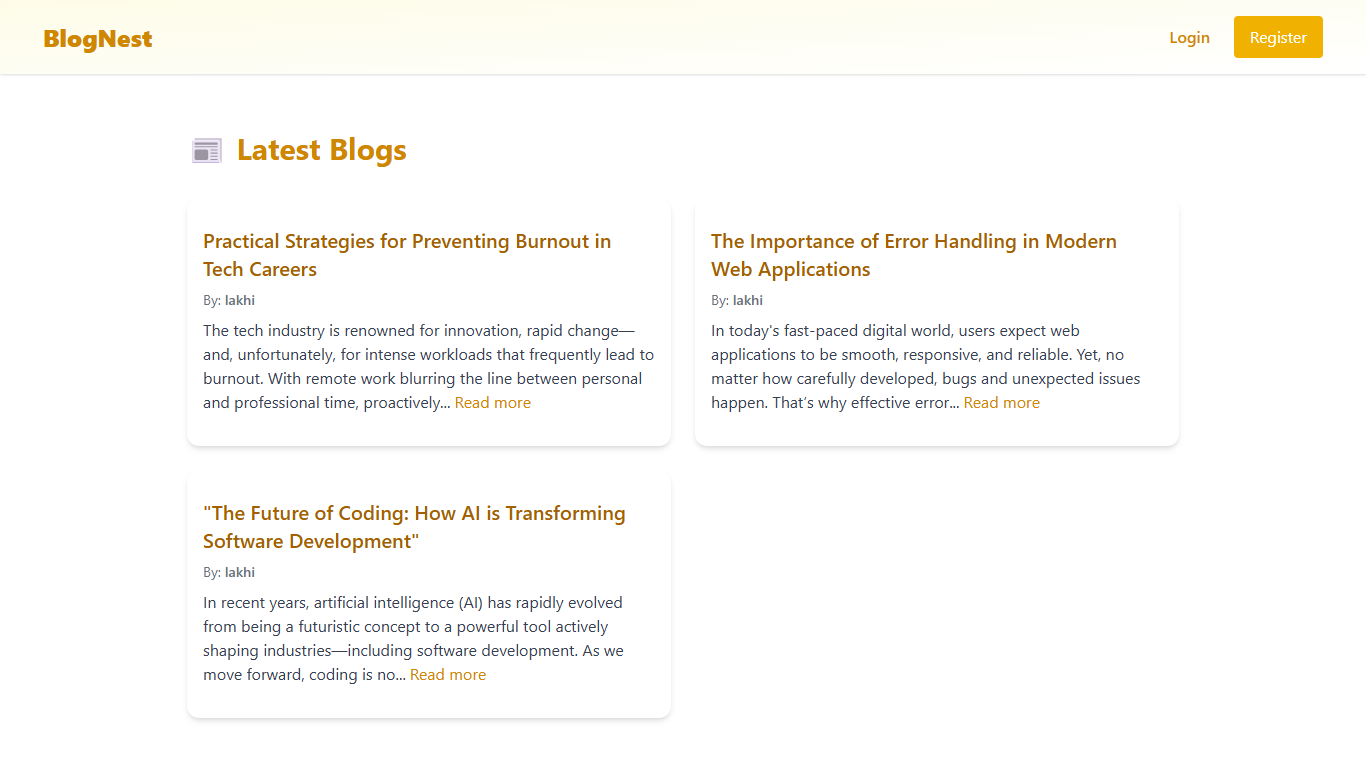 BlogNest
Login
Register
Latest Blogs
Practical Strategies for Preventing Burnout in
Tech Careers
By: lakhi
The tech industry is renowned for innovation, rapid change—
and, unfortunately, for intense workloads that frequently lead to
burnout. With remote work blurring the line between personal
and professional time, proactively... Read more
The Importance of Error Handling in Modern
Web Applications
By: lakhi
In today's fast-paced digital world, users expect web
applications to be smooth, responsive, and reliable. Yet, no
matter how carefully developed, bugs and unexpected issues
happen. That’s why effective error... Read more
"The Future of Coding: How AI is Transforming
Software Development"
By: lakhi
In recent years, artificial intelligence (AI) has rapidly evolved
from being a futuristic concept to a powerful tool actively
shaping industries—including software development. As we
move forward, coding is no... Read more